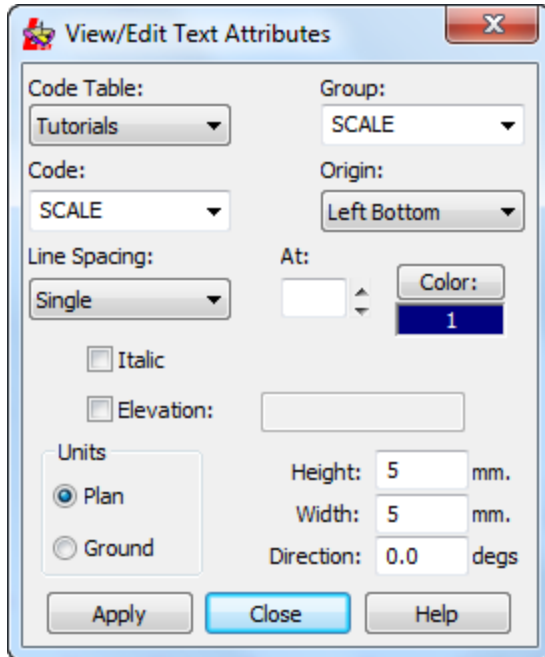 View/Edit Text Attributes
Code Table: Group:
Tutorials SCALE
Code: Origin:
SCALE Left Bottom
Line Spacing: At: Color:
Single 1
Italic
Elevation:
Units
Plan
Ground
Height: 5 mm.
Width: 5 mm.
Direction: 0.0 degs
Apply Close Help